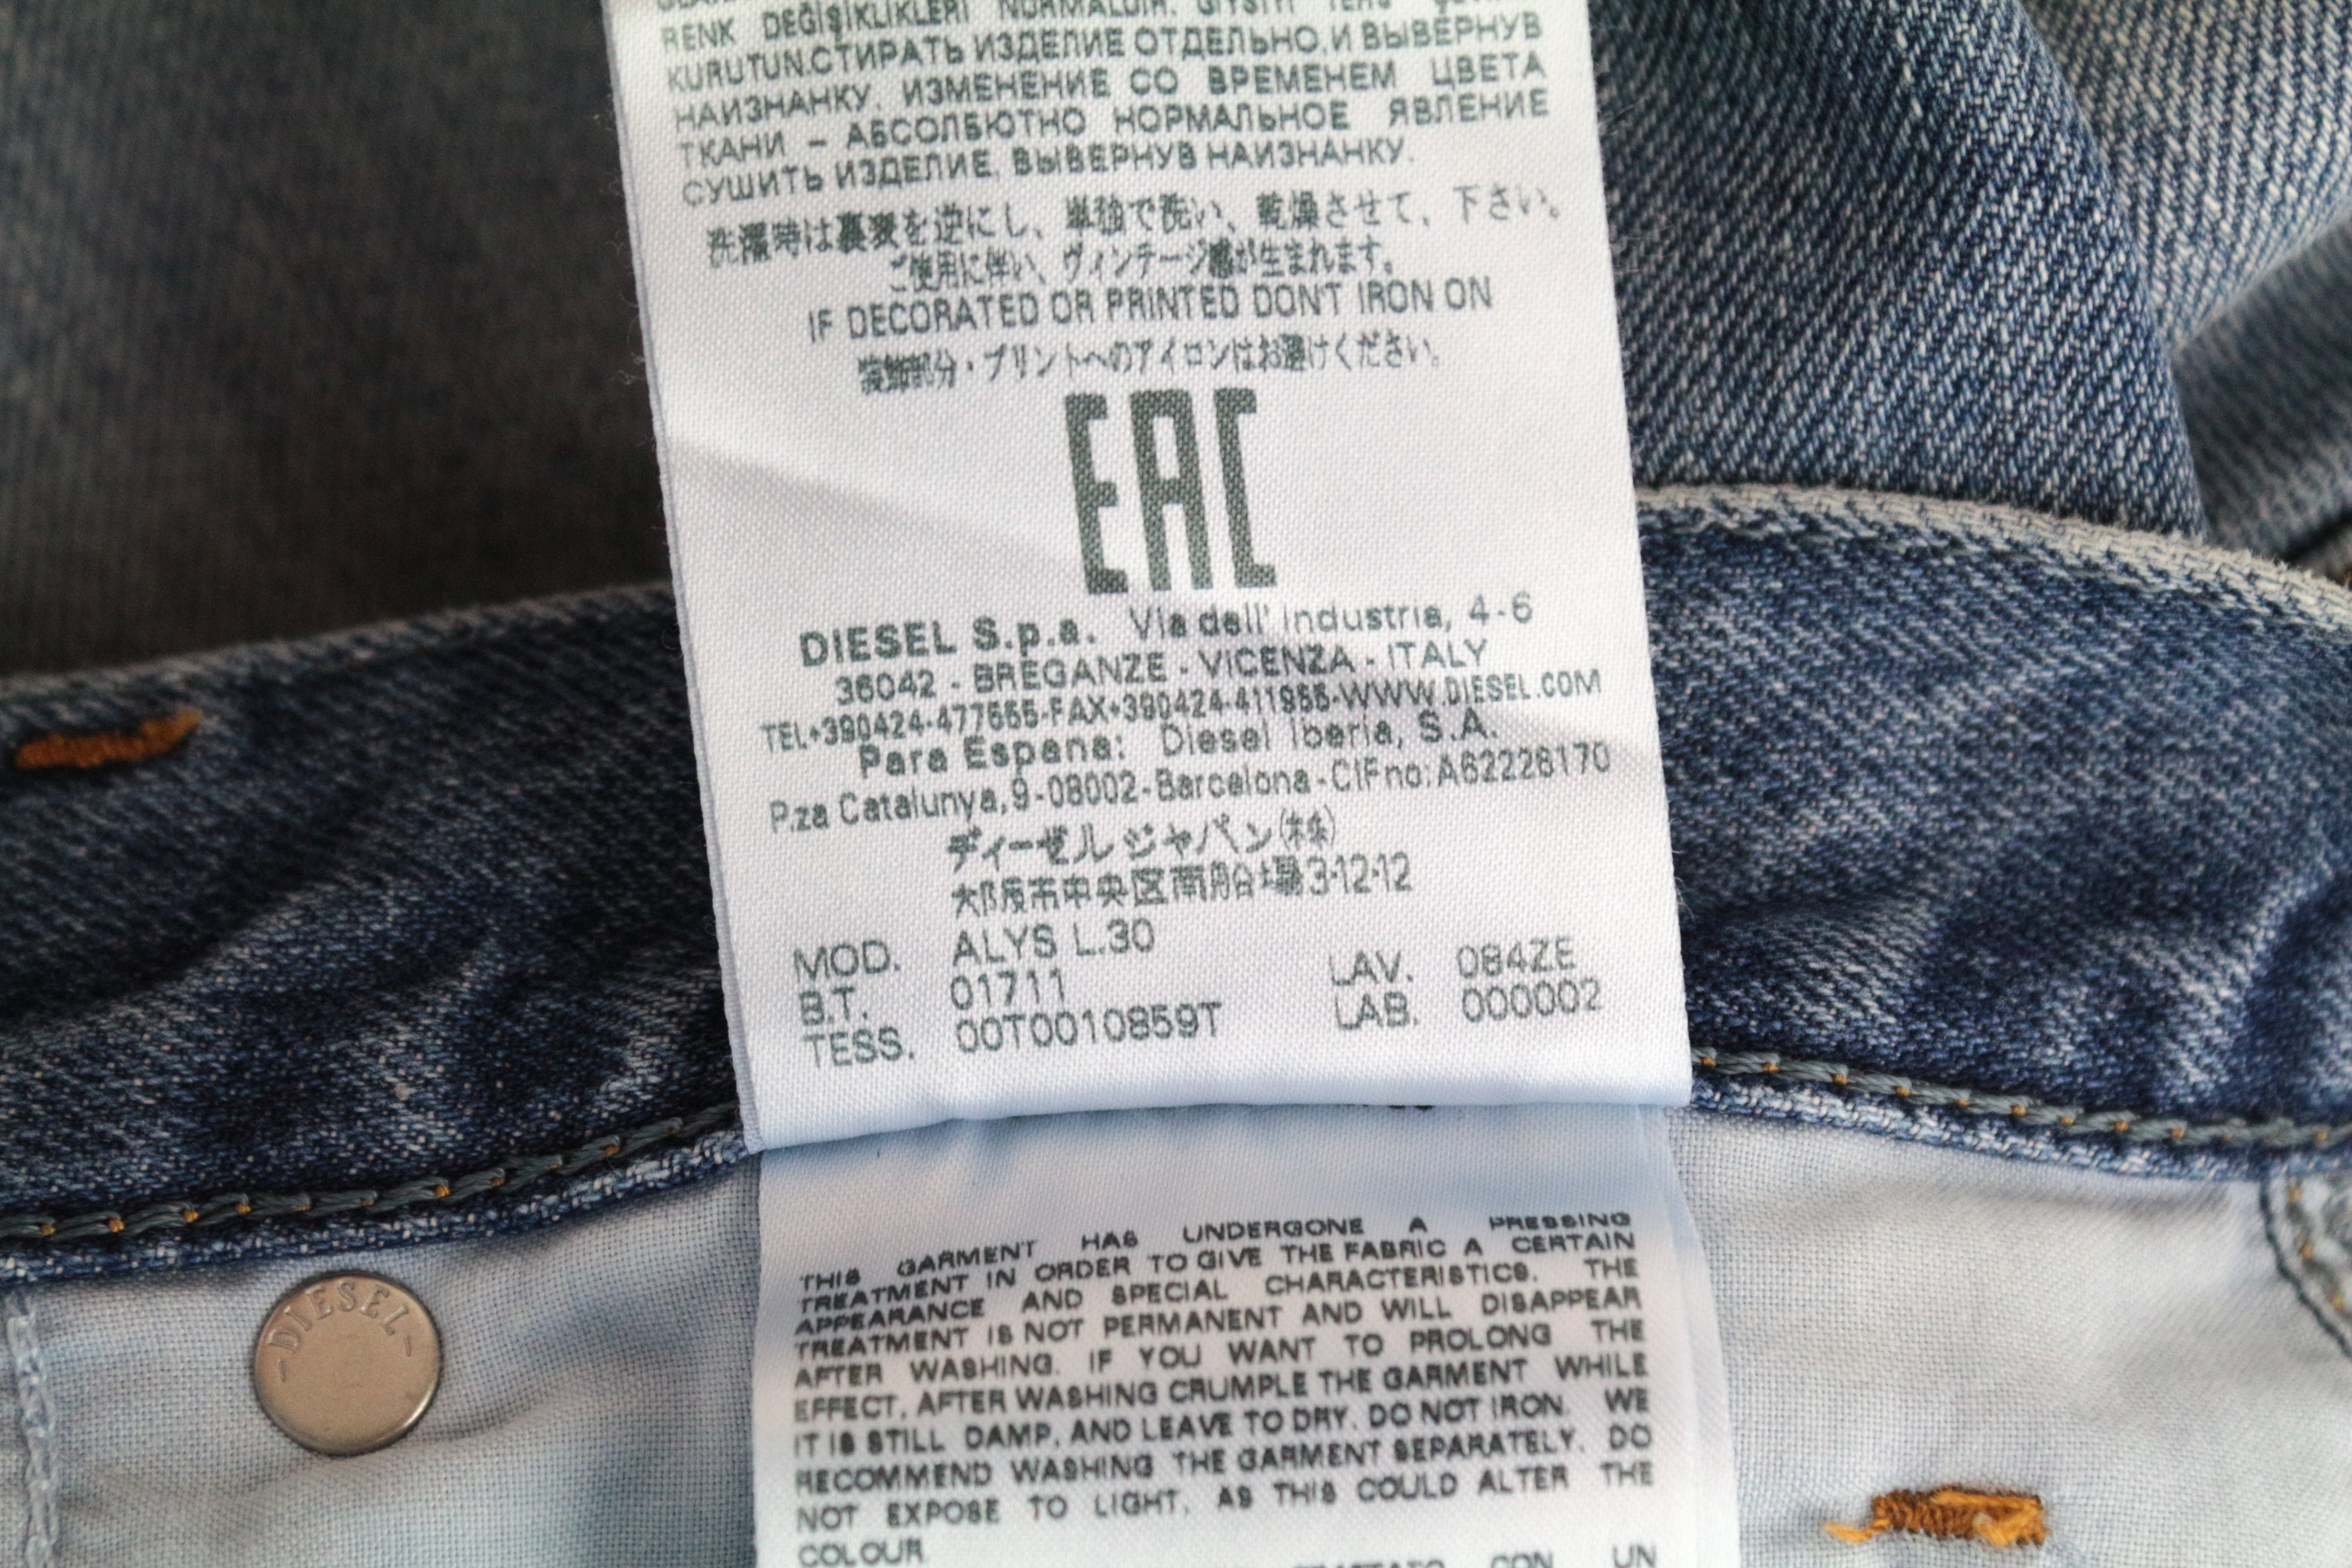 RENK DEĞİŞİKLİKLERİ NORMALDIR. GİYSİYİ TERS
KURUTUN.СТИРАТЬ ИЗДЕЛИЕ ОТДЕЛЬНО,И ВЫВЕРНУВ
НАИЗНАНКУ. ИЗМЕНЕНИЕ СО ВРЕМЕНЕМ ЦВЕТА
ТКАНИ – АБСОЛБЮТНО НОРМАЛЬНОЕ ЯВЛЕНИЕ
СУШИТЬ ИЗДЕЛИЕ, ВЫВЕРНУВ НАИЗНАНКУ.
洗濯時は裏表を逆にし、単独で洗い、乾燥させて、下さい。
ご使用に伴い、ヴィンテージ感が生まれます。
IF DECORATED OR PRINTED DONT IRON ON
装飾部分・プリントへのアイロンはお避けください。
EAC
DIESEL S.p.a. Via dell' Industria, 4-6
36042 - BREGANZE - VICENZA - ITALY
TEL+390424-477555-FAX+390424-411955-WWW.DIESEL.COM
Para Espana: Diesel Iberia, S.A.
P.za Catalunya,9-08002-Barcelona-CIFno:A62226170
ディーゼル ジャパン(株)
大阪市中央区南船場3-12-12
MOD. ALYS L.30
B.T. 01711 LAV. 084ZE
TESS. 00T0010859T LAB. 000002
THIS GARMENT HAS UNDERGONE A PRESSING
TREATMENT IN ORDER TO GIVE THE FABRIC A CERTAIN
APPEARANCE AND SPECIAL CHARACTERISTICS. THE
TREATMENT IS NOT PERMANENT AND WILL DISAPPEAR
AFTER WASHING. IF YOU WANT TO PROLONG THE
EFFECT, AFTER WASHING CRUMPLE THE GARMENT WHILE
IT IS STILL DAMP, AND LEAVE TO DRY. DO NOT IRON. WE
RECOMMEND WASHING THE GARMENT SEPARATELY. DO
NOT EXPOSE TO LIGHT, AS THIS COULD ALTER THE
COLOUR
CON UN
-DIESEL-